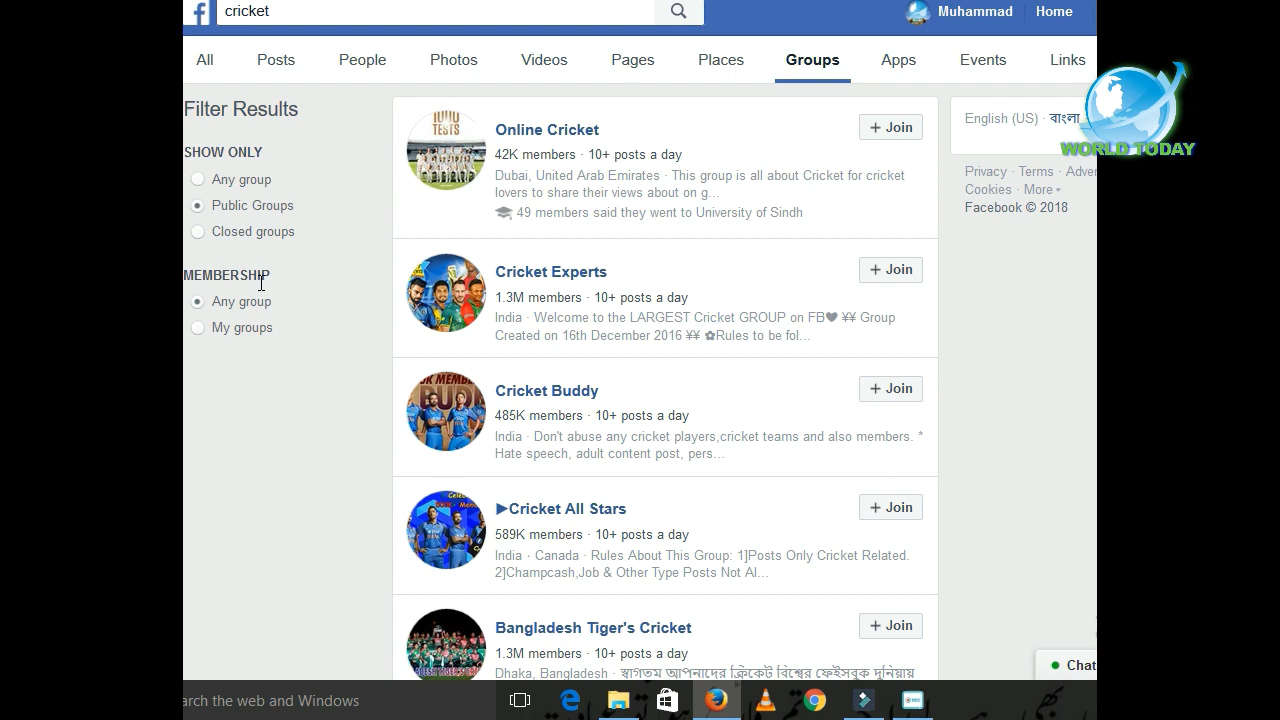 cricket
Muhammad
Home
All
Posts
People
Photos
Videos
Pages
Places
Groups
Apps
Events
Links
Filter Results
SHOW ONLY
Any group
Public Groups
Closed groups
MEMBERSHIP
Any group
My groups
TESTS
Online Cricket
+ Join
42K members · 10+ posts a day
Dubai, United Arab Emirates · This group is all about Cricket for cricket
lovers to share their views about on g...
49 members said they went to University of Sindh
Cricket Experts
+ Join
1.3M members · 10+ posts a day
India · Welcome to the LARGEST Cricket GROUP on FB♥ ¥¥ Group
Created on 16th December 2016 ¥¥ ✿Rules to be fol...
Cricket Buddy
+ Join
485K members · 10+ posts a day
India · Don't abuse any cricket players,cricket teams and also members. *
Hate speech, adult content post, pers...
▶Cricket All Stars
+ Join
589K members · 10+ posts a day
India · Canada · Rules About This Group: 1]Posts Only Cricket Related.
2]Champcash,Job & Other Type Posts Not Al...
Bangladesh Tiger's Cricket
+ Join
1.3M members · 10+ posts a day
Dhaka, Bangladesh · স্বাগতম আপনাদের ক্রিকেট বিশ্বের ফেইসবুক দুনিয়ায়
English (US) · বাংলা
WORLD TODAY
Privacy · Terms · Adver
Cookies · More
Facebook © 2018
Chat
rch the web and Windows